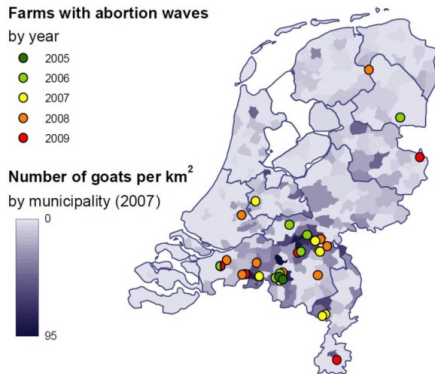 Farms with abortion waves
by year
2005
2006
2007
2008
2009
Number of goats per km²
by municipality (2007)
0
95